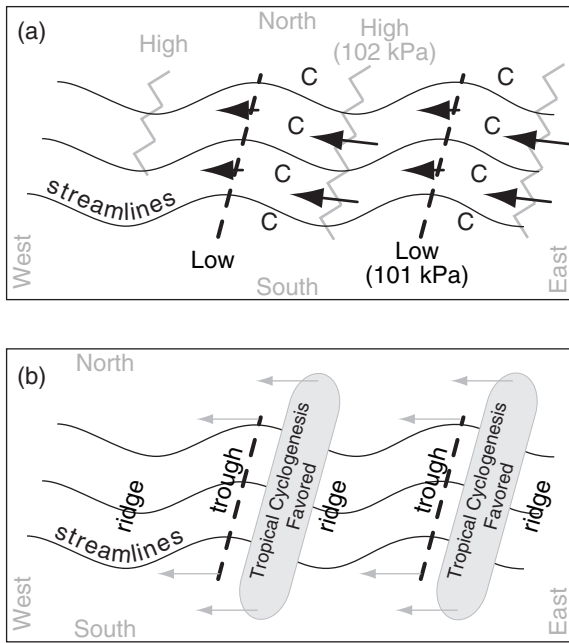 (a)
North
High
High
(102 kPa)
C
C
C
C
C
C
C
C
streamlines
Low
Low
(101 kPa)
West
South
East
(b)
North
Tropical Cyclogenesis
Favored
Tropical Cyclogenesis
Favored
ridge
trough
ridge
trough
ridge
streamlines
West
South
East